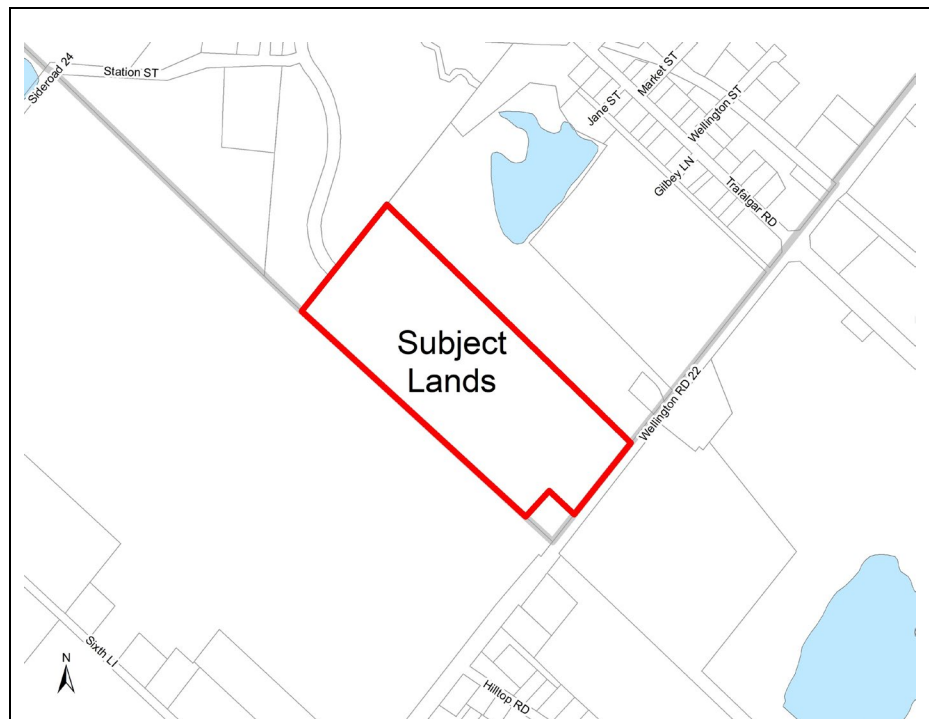 Sideroad 24
Station ST
Market ST
Jane ST
Wellington ST
Gilbey LN
Trafalgar RD
Subject
Lands
Wellington RD 22
Sixth LI
N
Hilltop RD